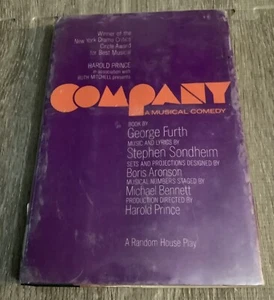 Winner of the
New York Drama Critics
Circle Award
for Best Musical
HAROLD PRINCE
in association with
RUTH MITCHELL presents
COMPANY
A MUSICAL COMEDY
BOOK BY
George Furth
MUSIC AND LYRICS BY
Stephen Sondheim
SETS AND PROJECTIONS DESIGNED BY
Boris Aronson
MUSICAL NUMBERS STAGED BY
Michael Bennett
PRODUCTION DIRECTED BY
Harold Prince
A Random House Play